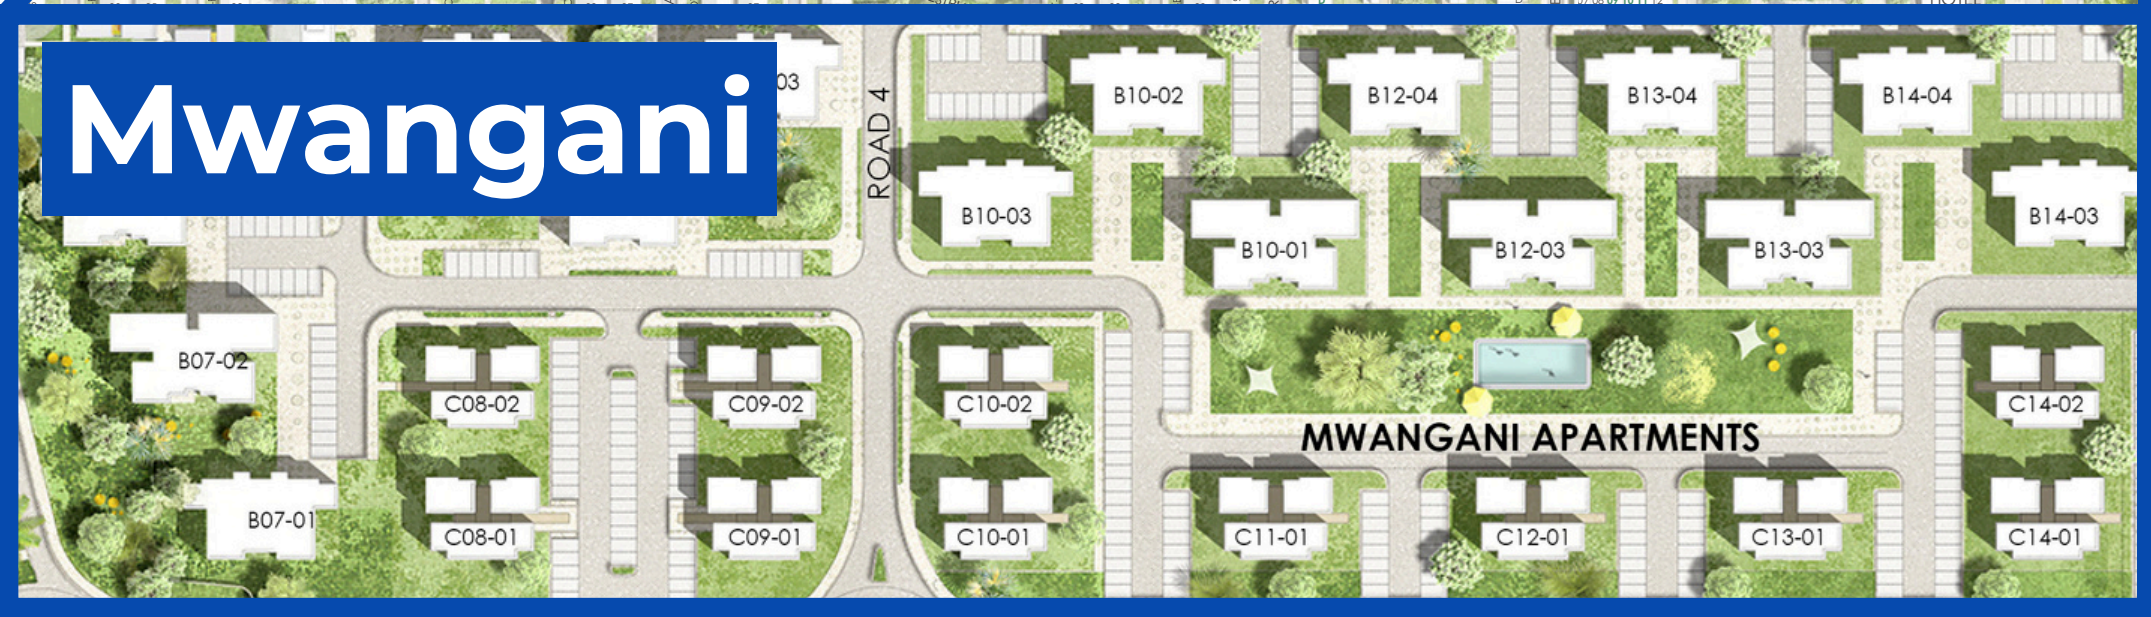 Mwangani
03
ROAD 4
B10-02
B12-04
B13-04
B14-04
B10-03
B10-01
B12-03
B13-03
B14-03
B07-02
C08-02
C09-02
C10-02
C14-02
MWANGANI APARTMENTS
B07-01
C08-01
C09-01
C10-01
C11-01
C12-01
C13-01
C14-01